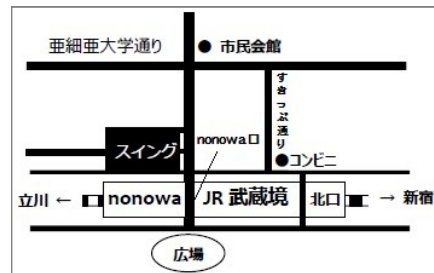 亜細亜大学通り
● 市民会館
すきっぷ通り
nonowa口
スイング
●コンビニ
立川 ←
nonowa
JR 武蔵境
北口
→ 新宿
広場